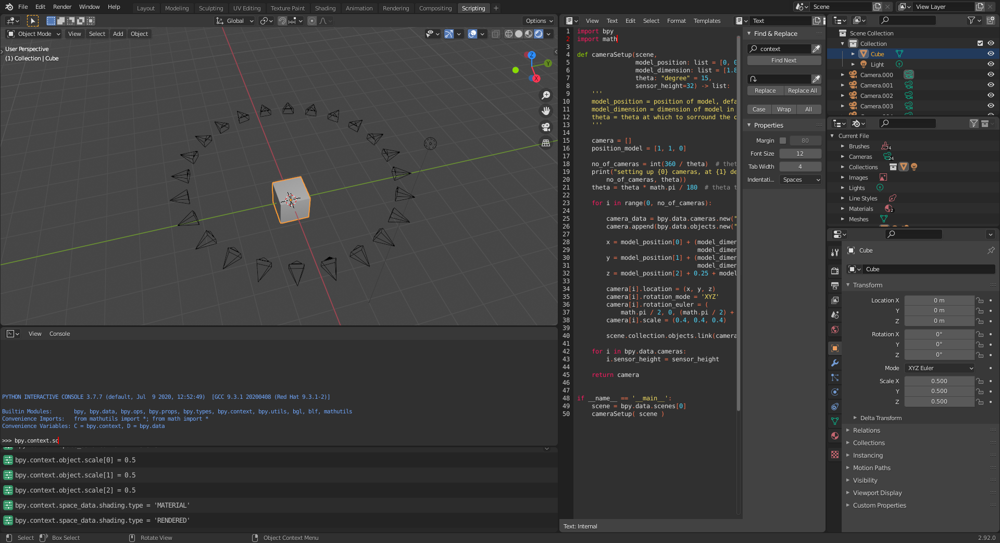 File Edit Render Window Help
Layout Modeling Sculpting UV Editing Texture Paint Shading Animation Rendering Compositing Scripting +
Scene
View Layer
Global
Options
Object Mode View Select Add Object
User Perspective
(1) Scene Collection | Cube
Z
Y
X
View Console
PYTHON INTERACTIVE CONSOLE 3.7.7 (default, Jul  9 2020, 12:52:49)  [GCC 9.3.1 20200408 (Red Hat 9.3.1-2)]
Builtin Modules:       bpy, bpy.data, bpy.ops, bpy.props, bpy.types, bpy.context, bpy.utils, bgl, blf, mathutils
Convenience Imports:   from mathutils import *; from math import *
Convenience Variables: C = bpy.context, D = bpy.data
>>> bpy.context.sc
bpy.context.object.scale[0] = 0.5
bpy.context.object.scale[1] = 0.5
bpy.context.object.scale[2] = 0.5
bpy.context.space_data.shading.type = 'MATERIAL'
bpy.context.space_data.shading.type = 'RENDERED'
View Text Edit Select Format Templates
Text
1 import bpy
2 import math
3
4 def cameraSetup(scene,
5 model_position: list = [0, 0
6 model_dimension: list = [1.8
7 theta: "degree" = 15,
8 sensor_height=32) -> list:
9 '''
10 model_position = position of model, defa
11 model_dimension = dimension of model in
12 theta = theta at which to sorround the o
13 '''
14
15 camera = []
16 position_model = [1, 1, 0]
17
18 no_of_cameras = int(360 / theta)  # thet
19 print("setting up {0} cameras, at {1} de
20 no_of_cameras, theta))
21 theta = theta * math.pi / 180  # theta t
22
23 for i in range(0, no_of_cameras):
24
25 camera_data = bpy.data.cameras.new("
26 camera.append(bpy.data.objects.new("
27
28 x = model_position[0] + (model_dimen
29 model_dimen
30 y = model_position[1] + (model_dimen
31 model_dimen
32 z = model_position[2] + 0.25 + model
33
34 camera[i].location = (x, y, z)
35 camera[i].rotation_mode = 'XYZ'
36 camera[i].rotation_euler = (
37 math.pi / 2, 0, (math.pi / 2) +
38 camera[i].scale = (0.4, 0.4, 0.4)
39
40 scene.collection.objects.link(camera
41
42 for i in bpy.data.cameras:
43 i.sensor_height = sensor_height
44
45 return camera
46
47
48 if __name__ == '__main__':
49 scene = bpy.data.scenes[0]
50 cameraSetup( scene )
Text: Internal
Find & Replace
context
Find Next
Replace Replace All
Case Wrap All
Properties
Margin 80
Font Size 12
Tab Width 4
Indentati... Spaces
Scene Collection
Collection
Cube
Light
Camera.000
Camera.001
Camera.002
Camera.003
Current File
Brushes 74
Cameras 24
Collections
Images
Lights
Line Styles
Materials 2
Meshes
Cube
Cube
Transform
Location X 0 m
Y 0 m
Z 0 m
Rotation X 0°
Y 0°
Z 0°
Mode XYZ Euler
Scale X 0.500
Y 0.500
Z 0.500
Delta Transform
Relations
Collections
Instancing
Motion Paths
Visibility
Viewport Display
Custom Properties
Select Box Select Rotate View Object Context Menu 2.92.0